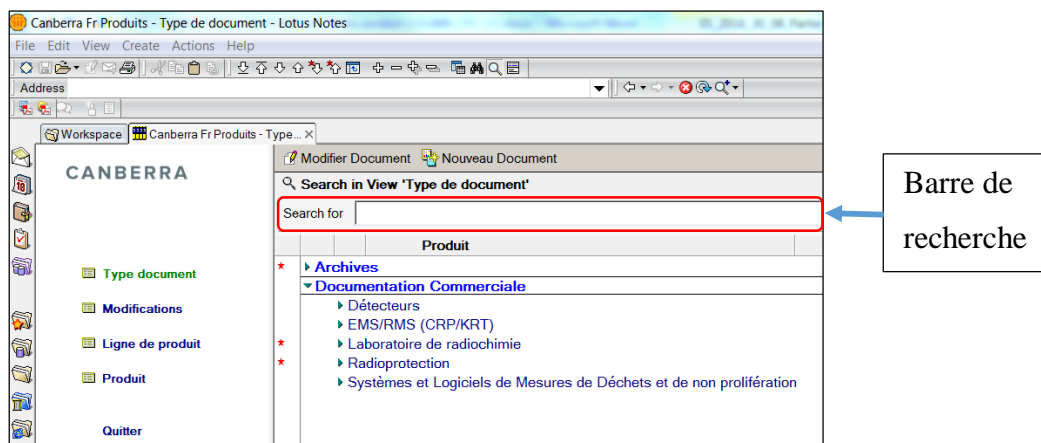 Canberra Fr Produits - Type de document - Lotus Notes
File Edit View Create Actions Help
Address
Workspace Canberra Fr Produits - Type...
CANBERRA
Modifier Document Nouveau Document
Search in View 'Type de document'
Search for
Barre de
recherche
Produit
Archives
Documentation Commerciale
Détecteurs
EMS/RMS (CRP/KRT)
Laboratoire de radiochimie
Radioprotection
Systèmes et Logiciels de Mesures de Déchets et de non prolifération
Type document
Modifications
Ligne de produit
Produit
Quitter